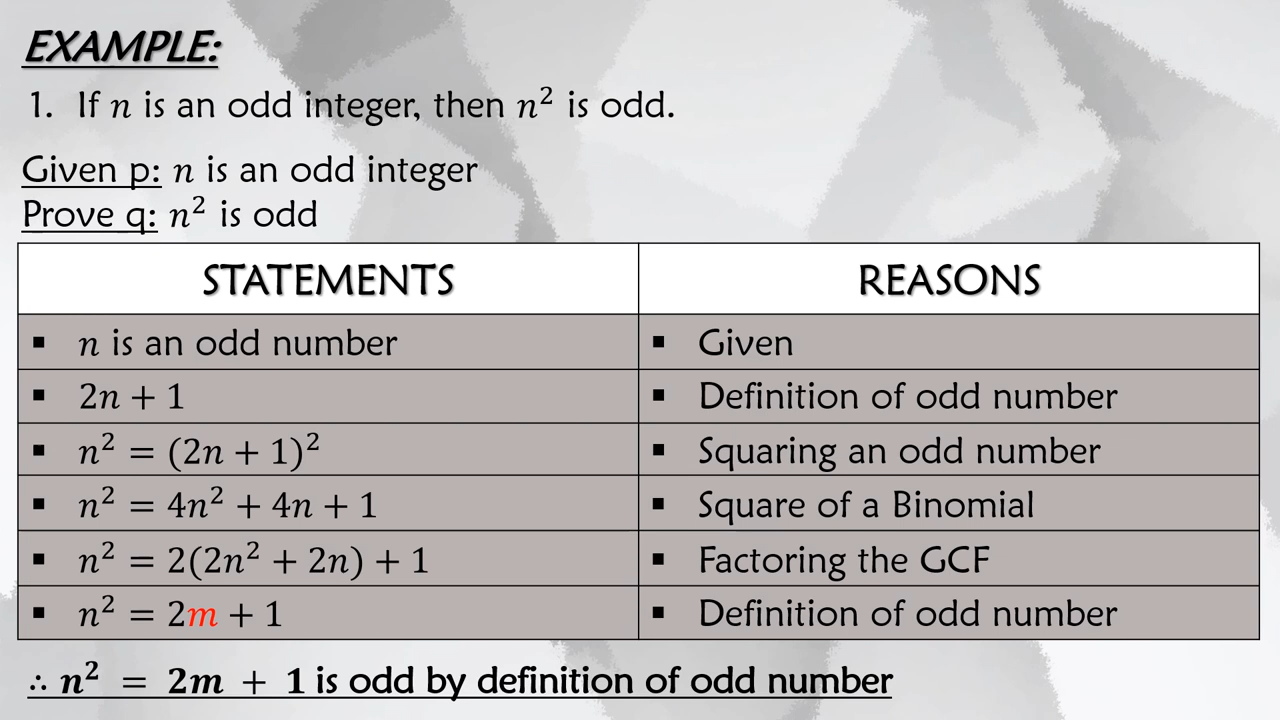 EXAMPLE:
1. If n is an odd integer, then n² is odd.
Given p: n is an odd integer
Prove q: n² is odd
STATEMENTS REASONS
▪ n is an odd number ▪ Given
▪ 2n + 1 ▪ Definition of odd number
▪ n² = (2n + 1)² ▪ Squaring an odd number
▪ n² = 4n² + 4n + 1 ▪ Square of a Binomial
▪ n² = 2(2n² + 2n) + 1 ▪ Factoring the GCF
▪ n² = 2m + 1 ▪ Definition of odd number
∴ n² = 2m + 1 is odd by definition of odd number